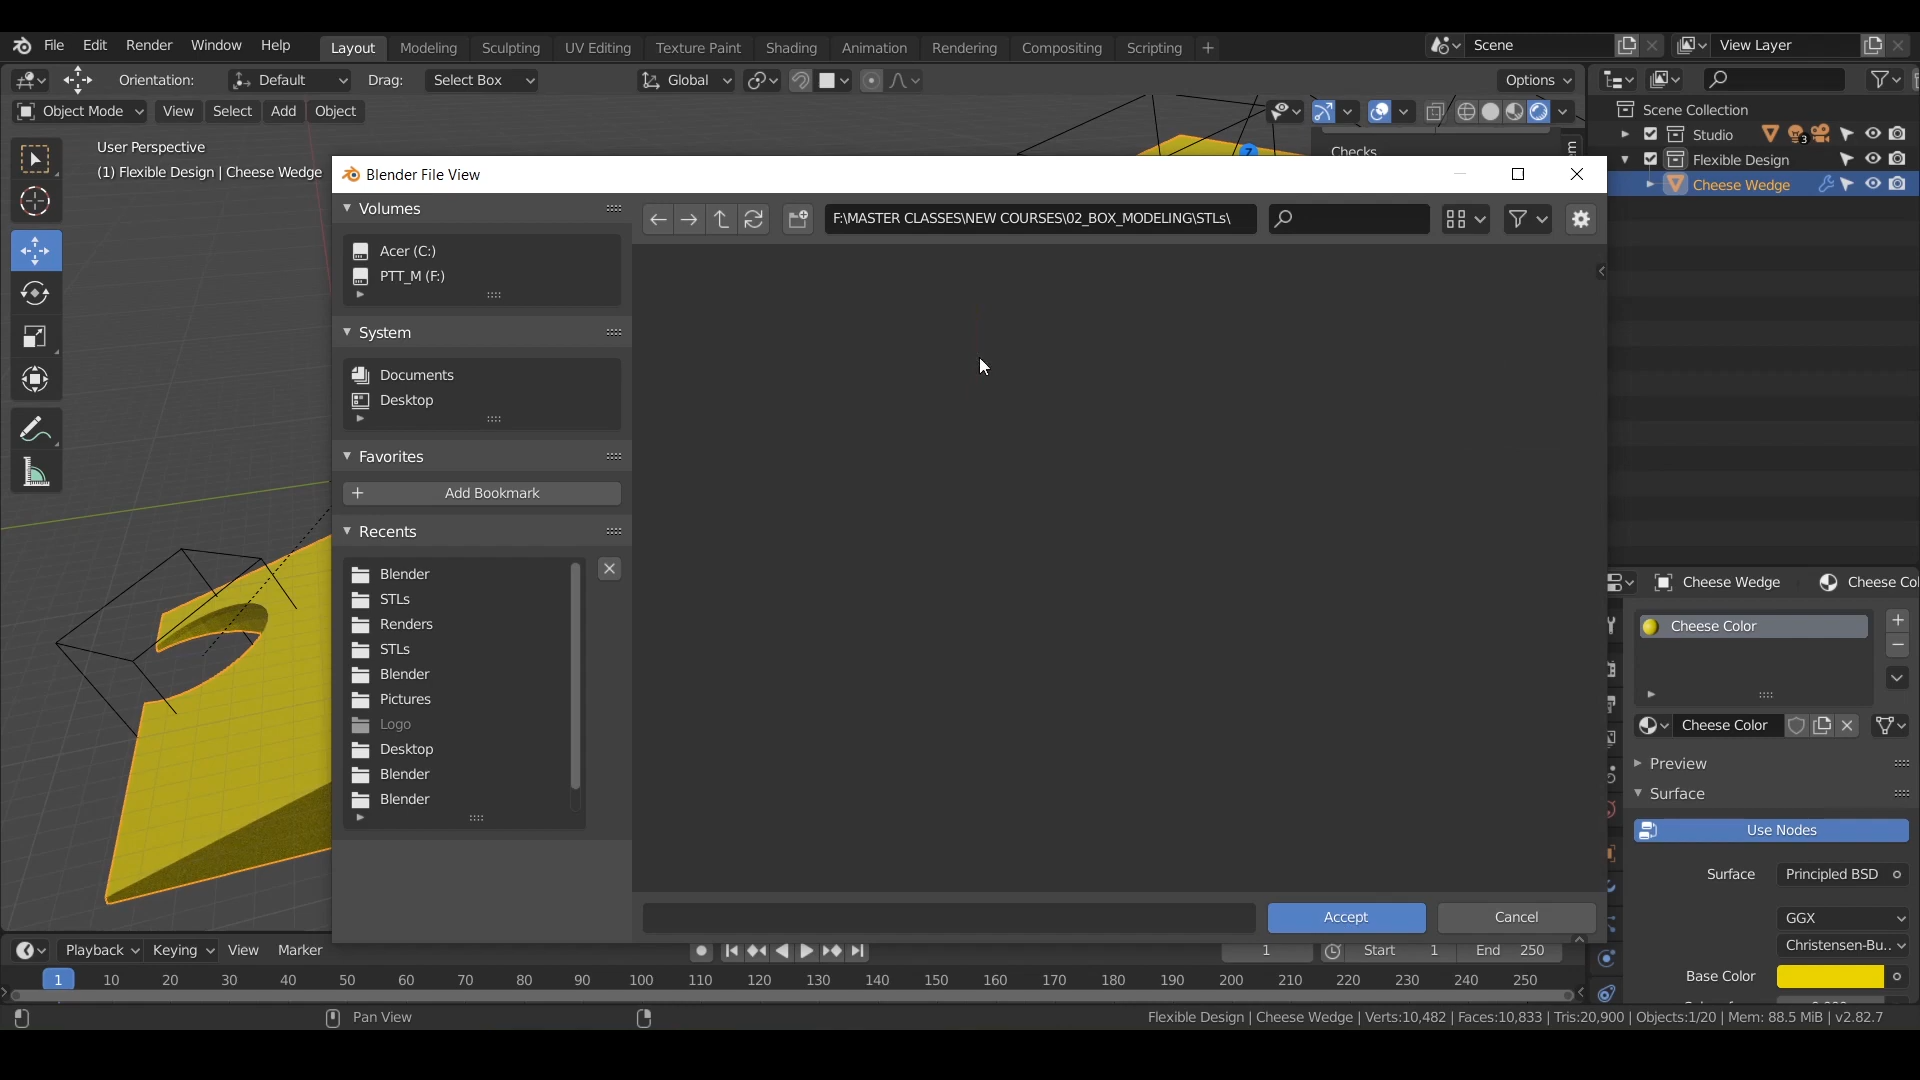 File Edit Render Window Help Layout Modeling Sculpting UV Editing Texture Paint Shading Animation Rendering Compositing Scripting + Scene View Layer
Orientation: Default Drag: Select Box Global Options
Object Mode View Select Add Object
Scene Collection
Studio 3
Flexible Design
Cheese Wedge
User Perspective
(1) Flexible Design | Cheese Wedge
Checks
Z
Blender File View
Volumes
Acer (C:)
PTT_M (F:)
System
Documents
Desktop
Favorites
Add Bookmark
Recents
Blender
STLs
Renders
STLs
Blender
Pictures
Logo
Desktop
Blender
Blender
F:\MASTER CLASSES\NEW COURSES\02_BOX_MODELING\STLs\
Accept Cancel
Cheese Wedge Cheese Col
Cheese Color
Cheese Color
Preview
Surface
Use Nodes
Surface Principled BSD
GGX
Christensen-Bu..
Base Color
Playback Keying View Marker 1 Start 1 End 250
1 10 20 30 40 50 60 70 80 90 100 110 120 130 140 150 160 170 180 190 200 210 220 230 240 250
Pan View Flexible Design | Cheese Wedge | Verts:10,482 | Faces:10,833 | Tris:20,900 | Objects:1/20 | Mem: 88.5 MiB | v2.82.7